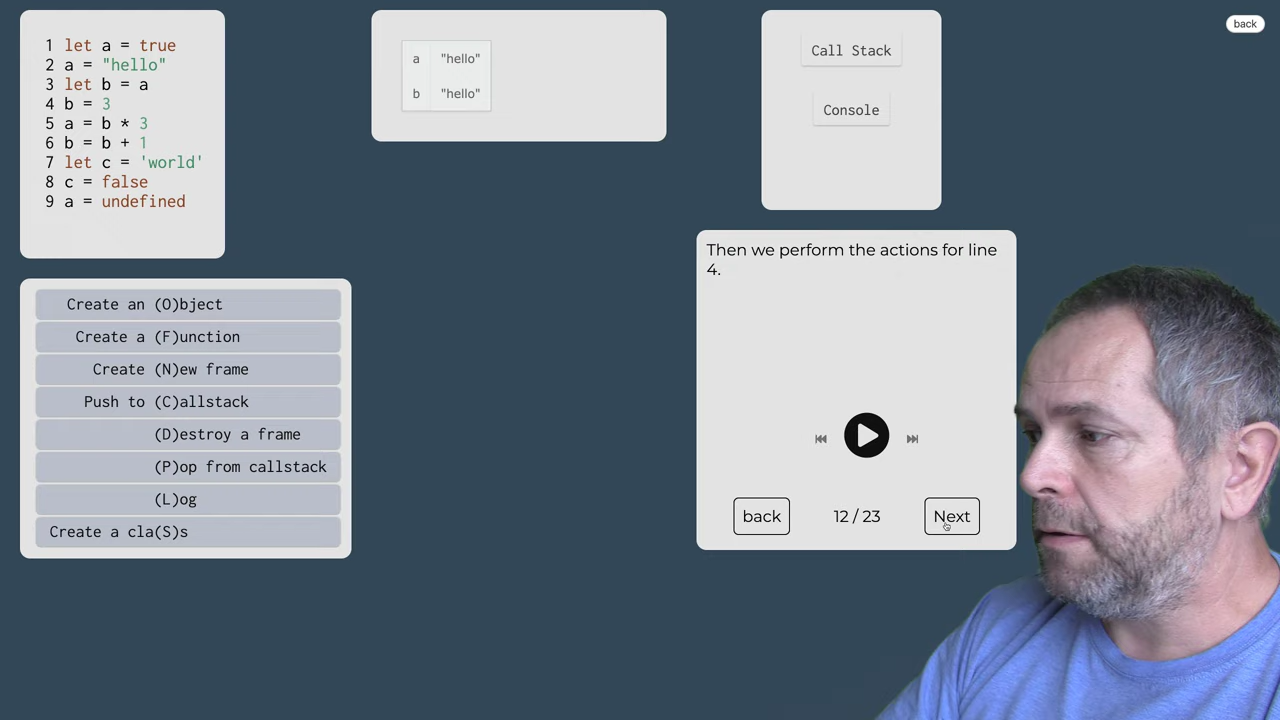 1 let a = true
2 a = "hello"
3 let b = a
4 b = 3
5 a = b * 3
6 b = b + 1
7 let c = 'world'
8 c = false
9 a = undefined
a "hello"
b "hello"
Call Stack
Console
back
Create an (O)bject
Create a (F)unction
Create (N)ew frame
Push to (C)allstack
(D)estroy a frame
(P)op from callstack
(L)og
Create a cla(S)s
Then we perform the actions for line
4.
back 12 / 23 Next